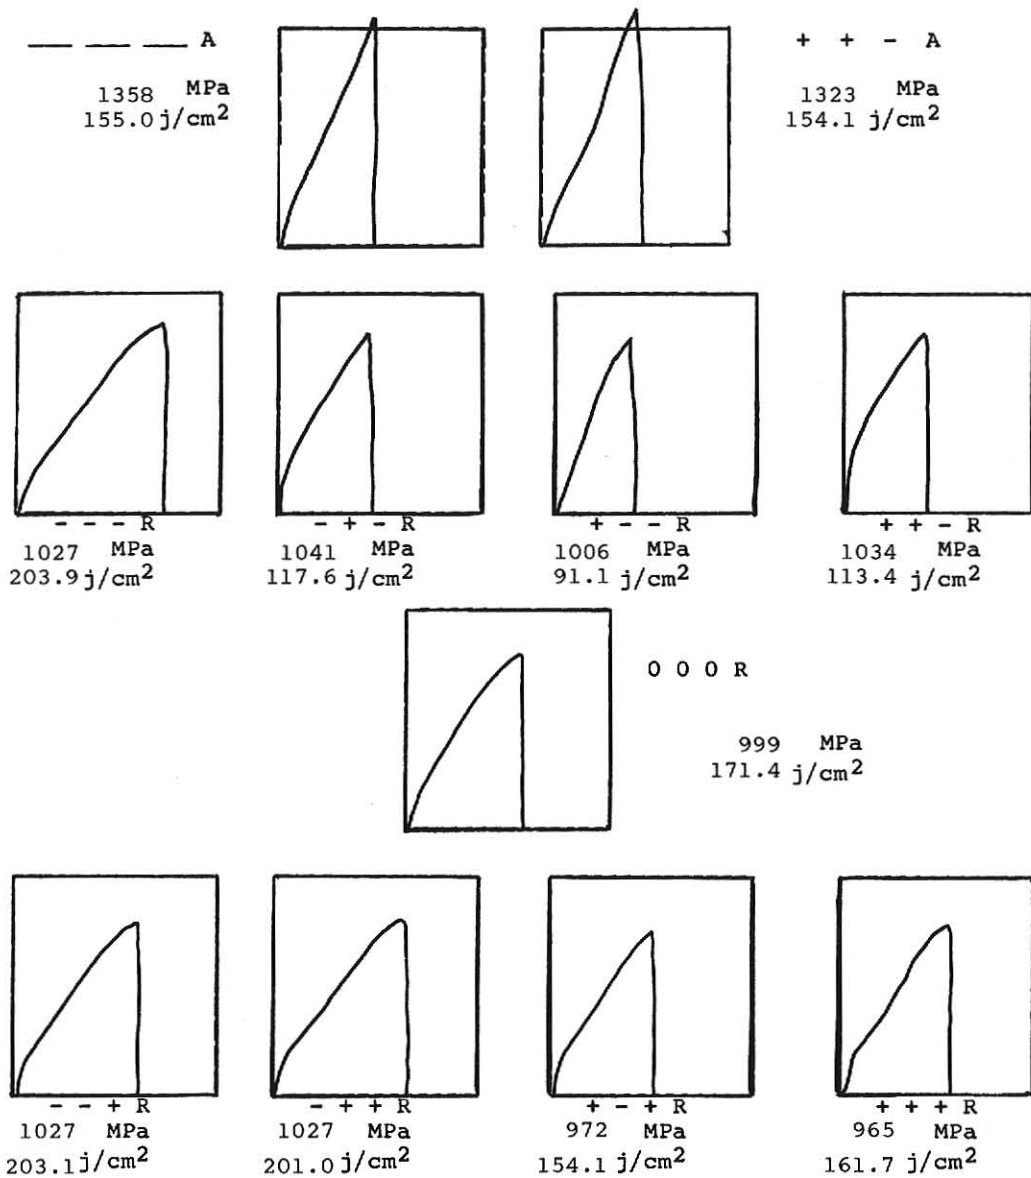 — — — A
1358 MPa
155.0 j/cm²
+ + - A
1323 MPa
154.1 j/cm²
- - - R
1027 MPa
203.9 j/cm²
- + - R
1041 MPa
117.6 j/cm²
+ - - R
1006 MPa
91.1 j/cm²
+ + - R
1034 MPa
113.4 j/cm²
0 0 0 R
999 MPa
171.4 j/cm²
- - + R
1027 MPa
203.1 j/cm²
- + + R
1027 MPa
201.0 j/cm²
+ - + R
972 MPa
154.1 j/cm²
+ + + R
965 MPa
161.7 j/cm²